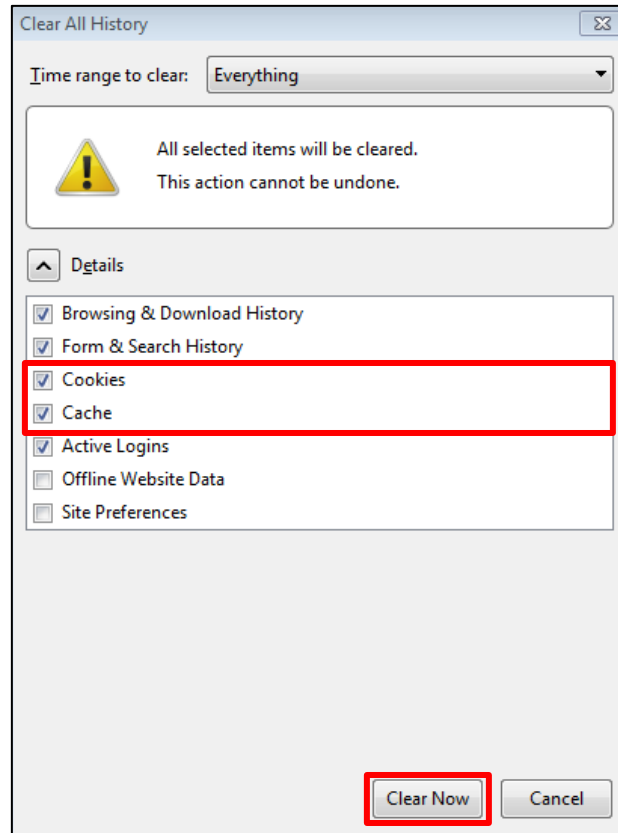 Clear All History
Time range to clear: Everything
All selected items will be cleared.
This action cannot be undone.
Details
Browsing & Download History
Form & Search History
Cookies
Cache
Active Logins
Offline Website Data
Site Preferences
Clear Now Cancel